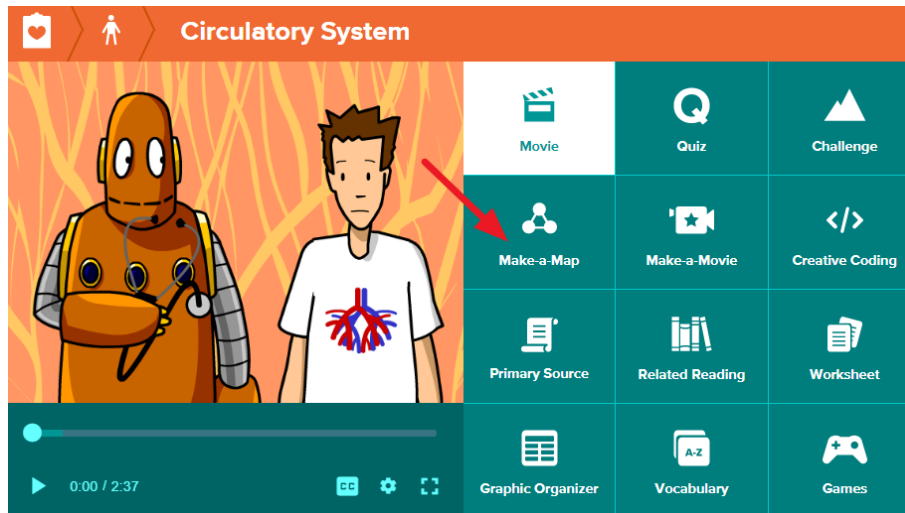 Circulatory System
Movie
Quiz
Challenge
Make-a-Map
Make-a-Movie
Creative Coding
Primary Source
Related Reading
Worksheet
A-Z
Graphic Organizer
Vocabulary
Games
0:00 / 2:37
CC